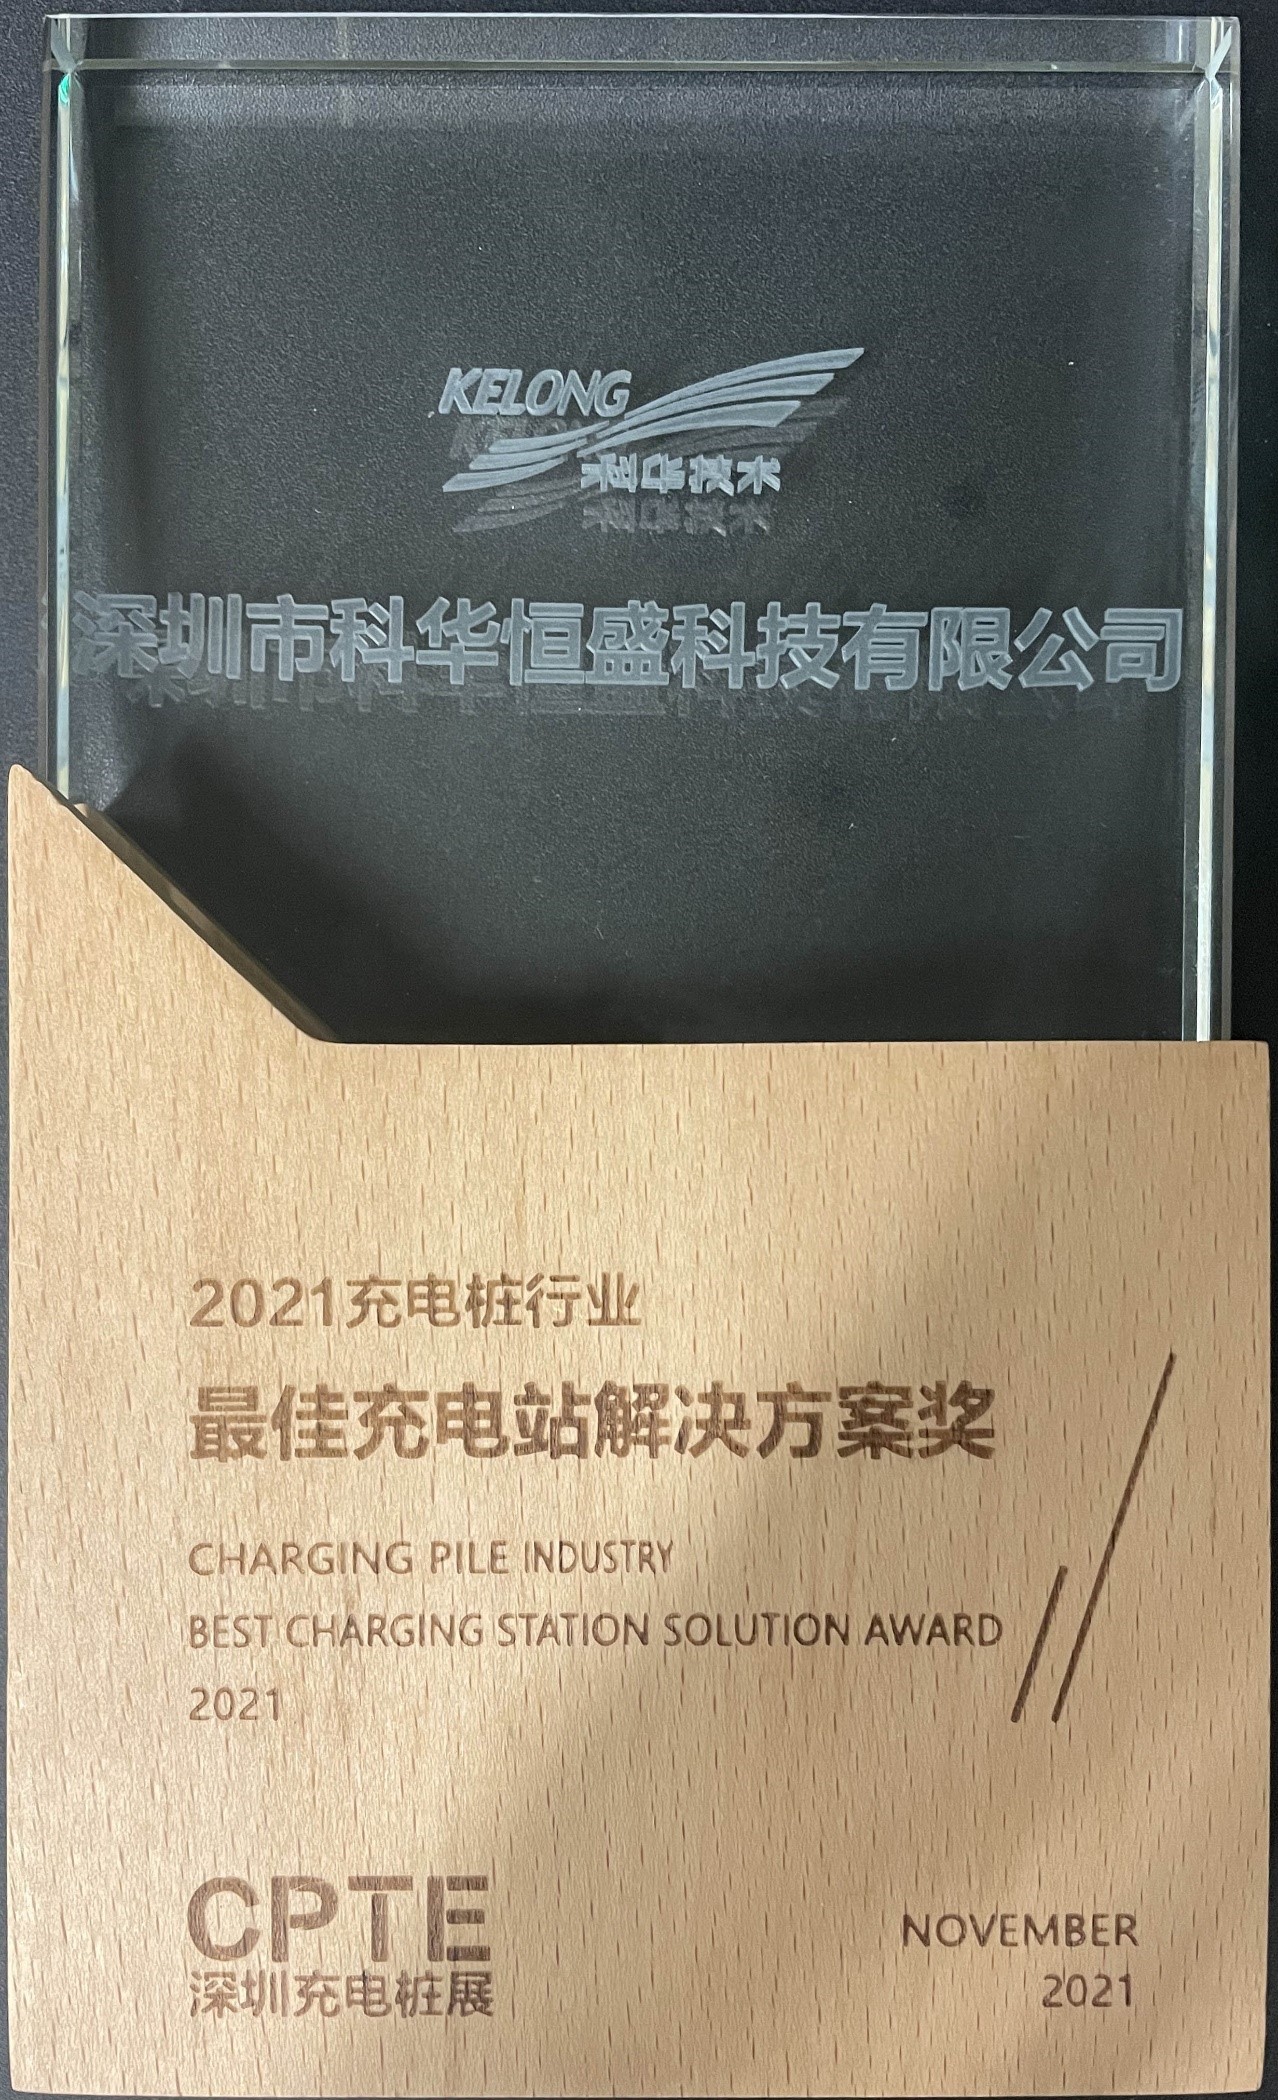 KELONG
科华技术
深圳市科华恒盛科技有限公司
2021充电桩行业
最佳充电站解决方案奖
CHARGING PILE INDUSTRY
BEST CHARGING STATION SOLUTION AWARD
2021
CPTE
深圳充电桩展
NOVEMBER
2021